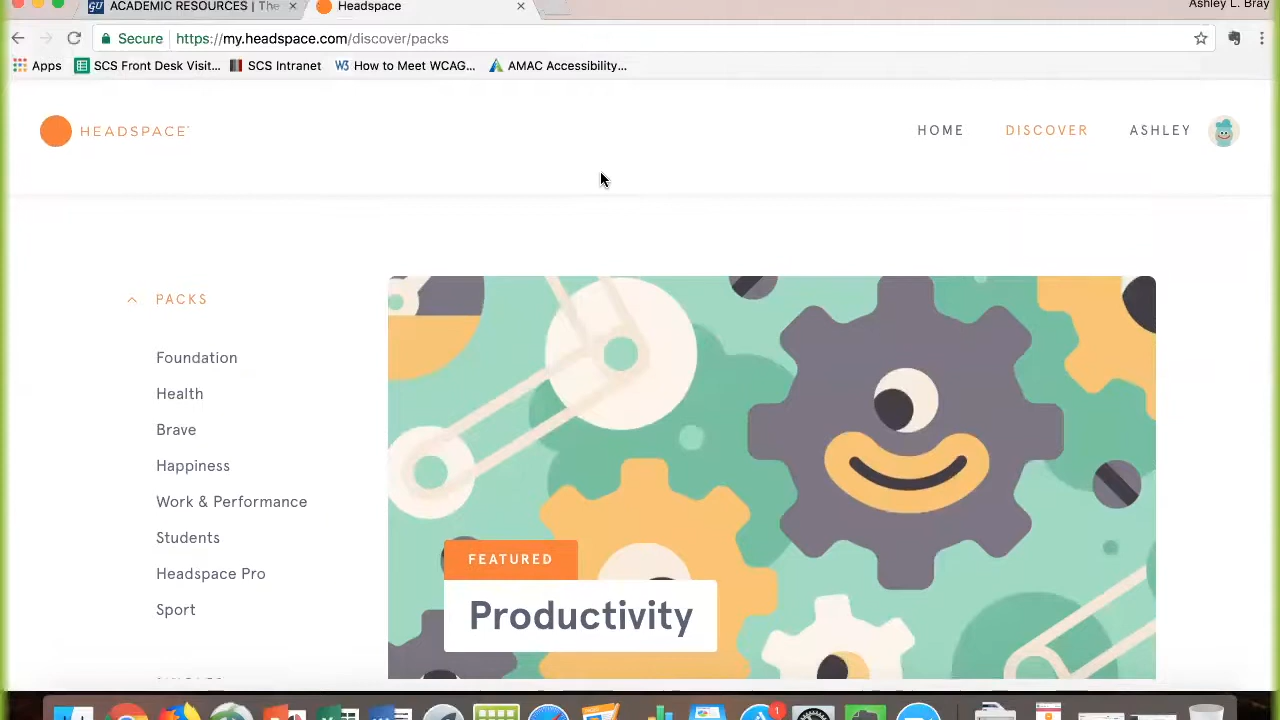 ACADEMIC RESOURCES | The
Headspace
Ashley L. Bray
Secure
https://my.headspace.com/discover/packs
Apps
SCS Front Desk Visit...
SCS Intranet
How to Meet WCAG...
AMAC Accessibility...
HEADSPACE
HOME
DISCOVER
ASHLEY
PACKS
Foundation
Health
Brave
Happiness
Work & Performance
Students
Headspace Pro
Sport
FEATURED
Productivity
1